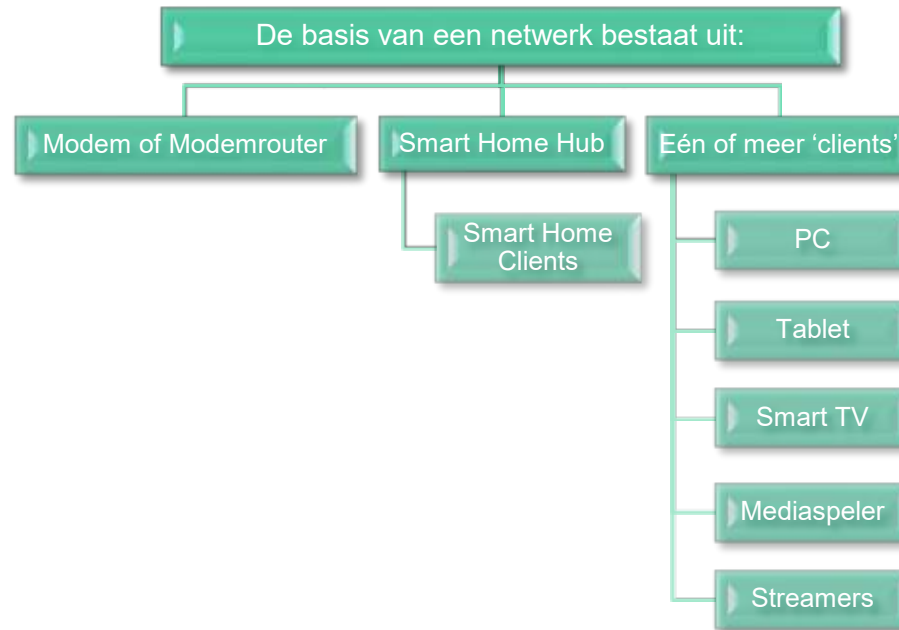 De basis van een netwerk bestaat uit:
Modem of Modemrouter
Smart Home Hub
Smart Home
Clients
Eén of meer ‘clients’
PC
Tablet
Smart TV
Mediaspeler
Streamers